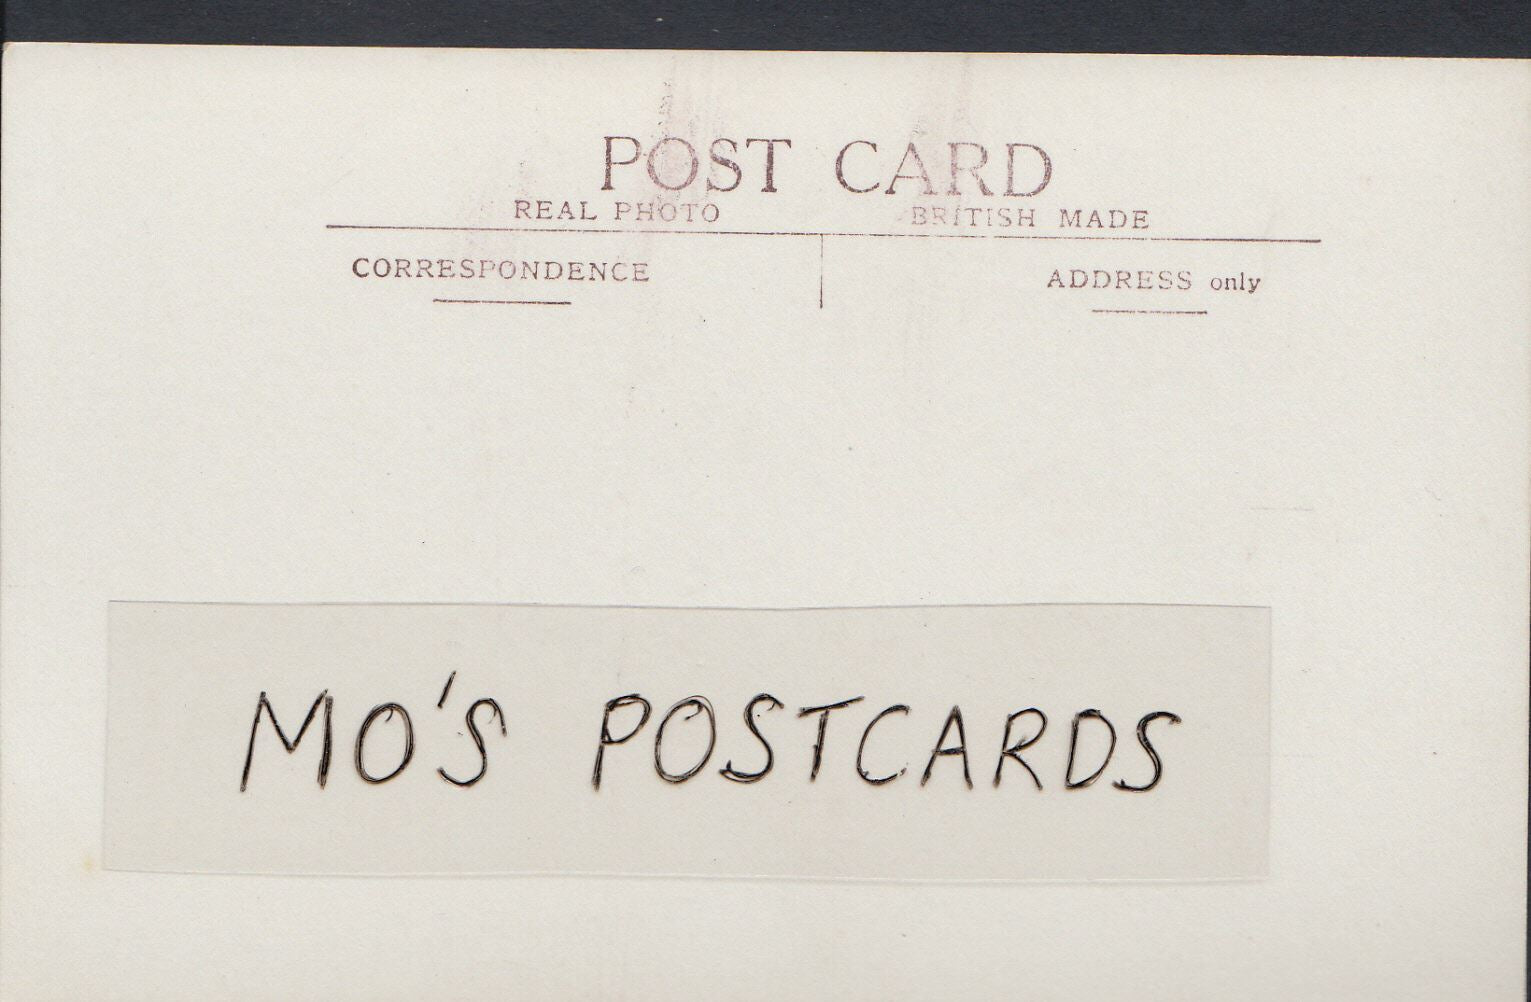 POST CARD
REAL PHOTO BRITISH MADE
CORRESPONDENCE ADDRESS only
MO'S POSTCARDS